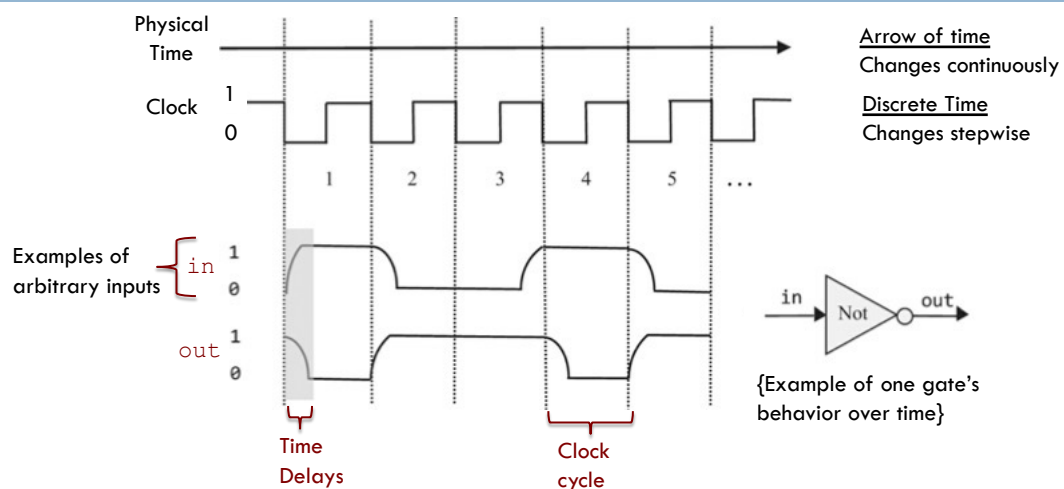 Physical
Time
Arrow of time
Changes continuously
Clock
1
0
Discrete Time
Changes stepwise
1 2 3 4 5 ...
Examples of
arbitrary inputs
in
1
0
out
1
0
in Not out
{Example of one gate's
behavior over time}
Time
Delays
Clock
cycle